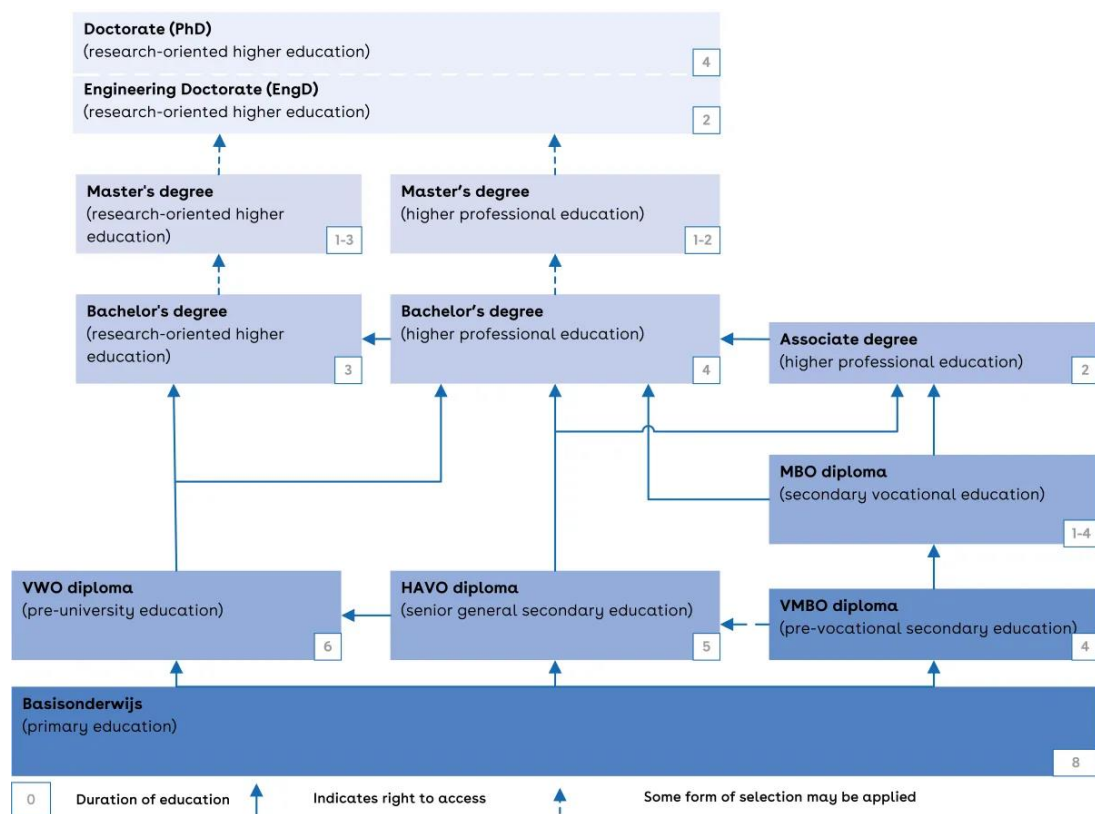 Doctorate (PhD)
(research-oriented higher education)
4
Engineering Doctorate (EngD)
(research-oriented higher education)
2
Master's degree
(research-oriented higher
education)
1-3
Master’s degree
(higher professional education)
1-2
Bachelor's degree
(research-oriented higher
education)
3
Bachelor’s degree
(higher professional education)
4
Associate degree
(higher professional education)
2
MBO diploma
(secondary vocational education)
1-4
VWO diploma
(pre-university education)
6
HAVO diploma
(senior general secondary education)
5
VMBO diploma
(pre-vocational secondary education)
4
Basisonderwijs
(primary education)
8
0
Duration of education
Indicates right to access
Some form of selection may be applied